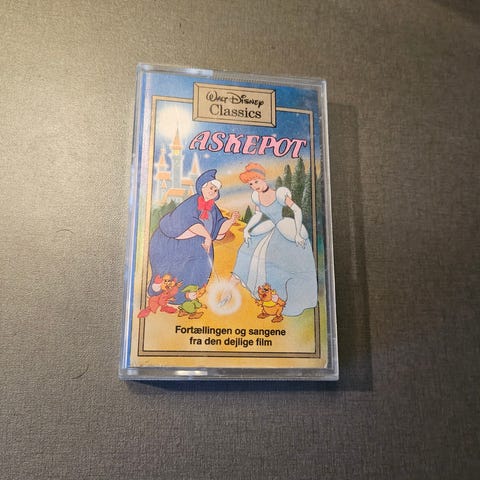 Walt Disney
Classics
ASKEPOT
Fortællingen og sangene
fra den dejlige film